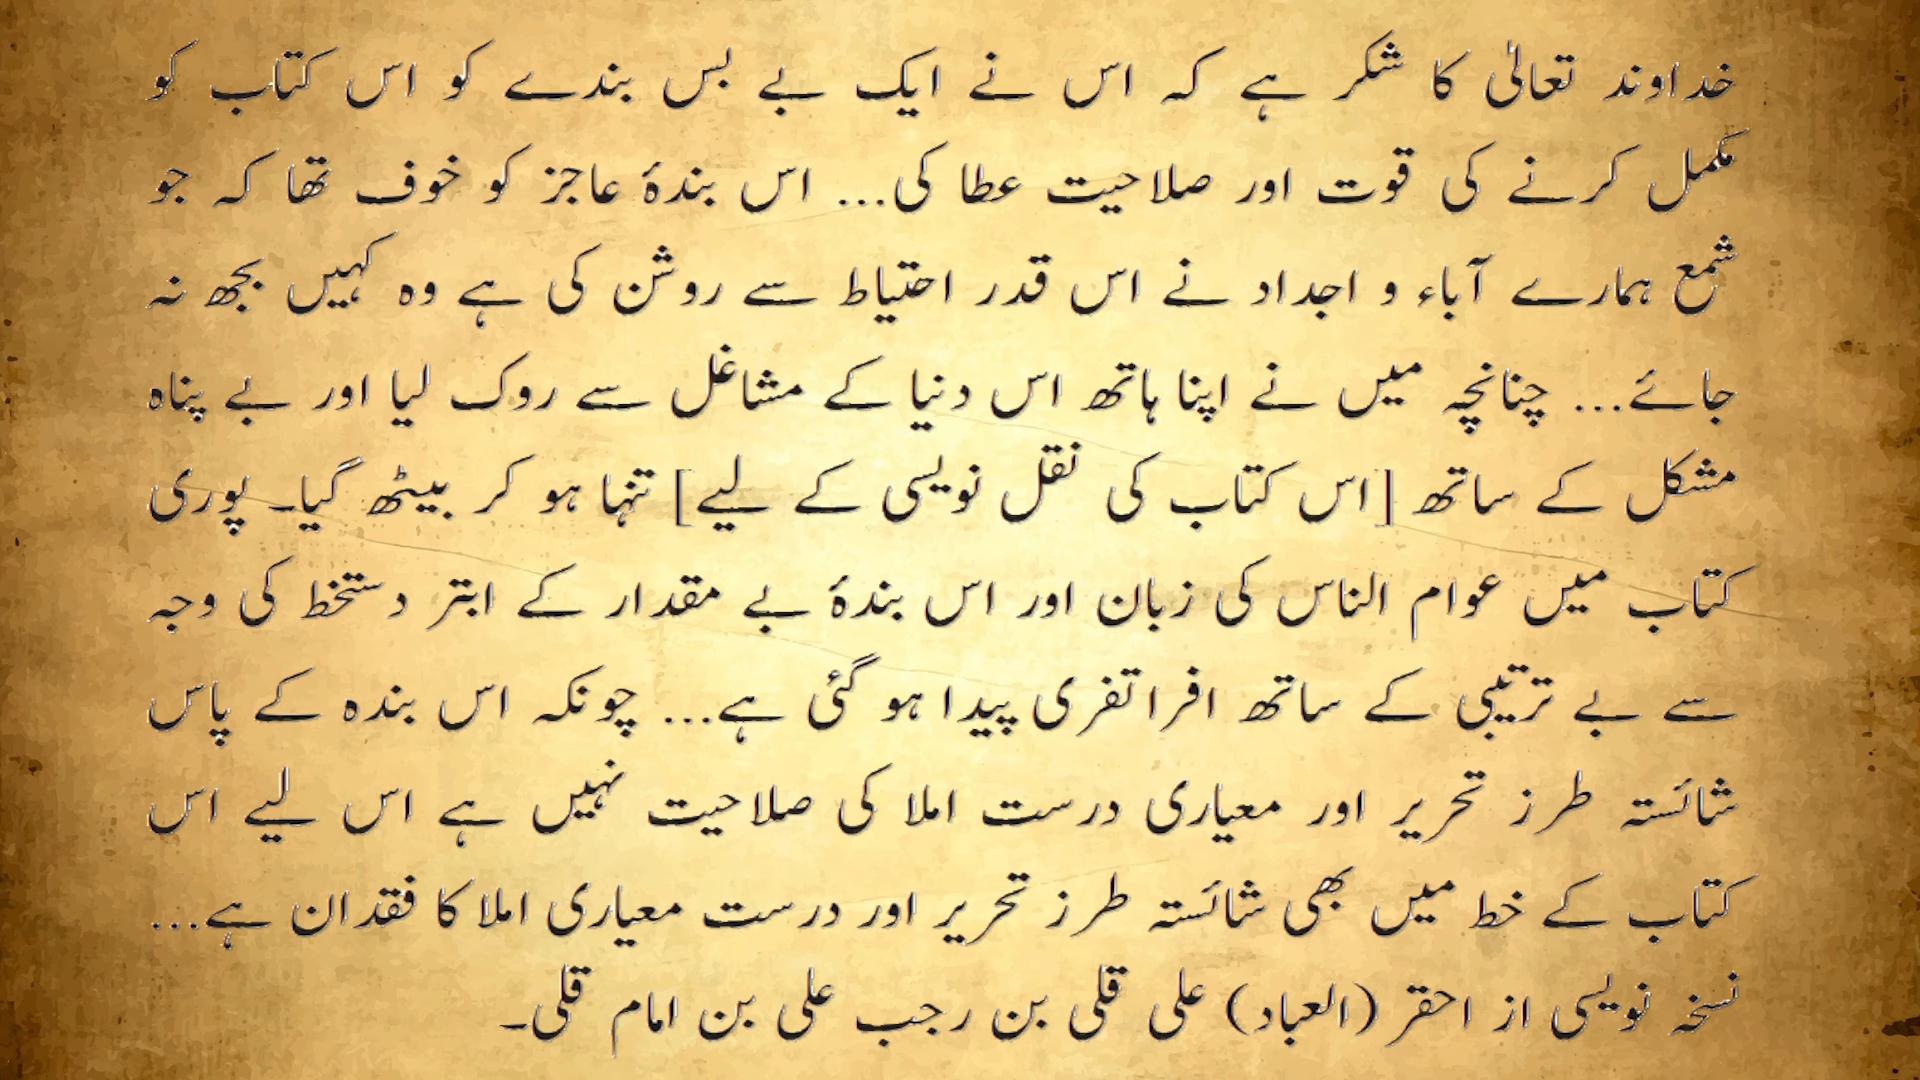 خداوند تعالیٰ کا شکر ہے کہ اس نے ایک بے بس بندے کو اس کتاب کو
مکمل کرنے کی قوت اور صلاحیت عطا کی... اس بندۂ عاجز کو خوف تھا کہ جو
شمع ہمارے آباء و اجداد نے اس قدر احتیاط سے روشن کی ہے وہ کہیں بجھ نہ
جائے... چنانچہ میں نے اپنا ہاتھ اس دنیا کے مشاغل سے روک لیا اور بے پناہ
مشکل کے ساتھ [اس کتاب کی نقل نویسی کے لیے] تنہا ہو کر بیٹھ گیا۔ پوری
کتاب میں عوام الناس کی زبان اور اس بندۂ بے مقدار کے ابتر دستخط کی وجہ
سے بے ترتیبی کے ساتھ افراتفری پیدا ہو گئی ہے... چونکہ اس بندہ کے پاس
شائستہ طرز تحریر اور معیاری درست املا کی صلاحیت نہیں ہے اس لیے اس
کتاب کے خط میں بھی شائستہ طرز تحریر اور درست معیاری املا کا فقدان ہے...
نسخہ نویسی از احقر (العباد) علی قلی بن رجب علی بن امام قلی۔